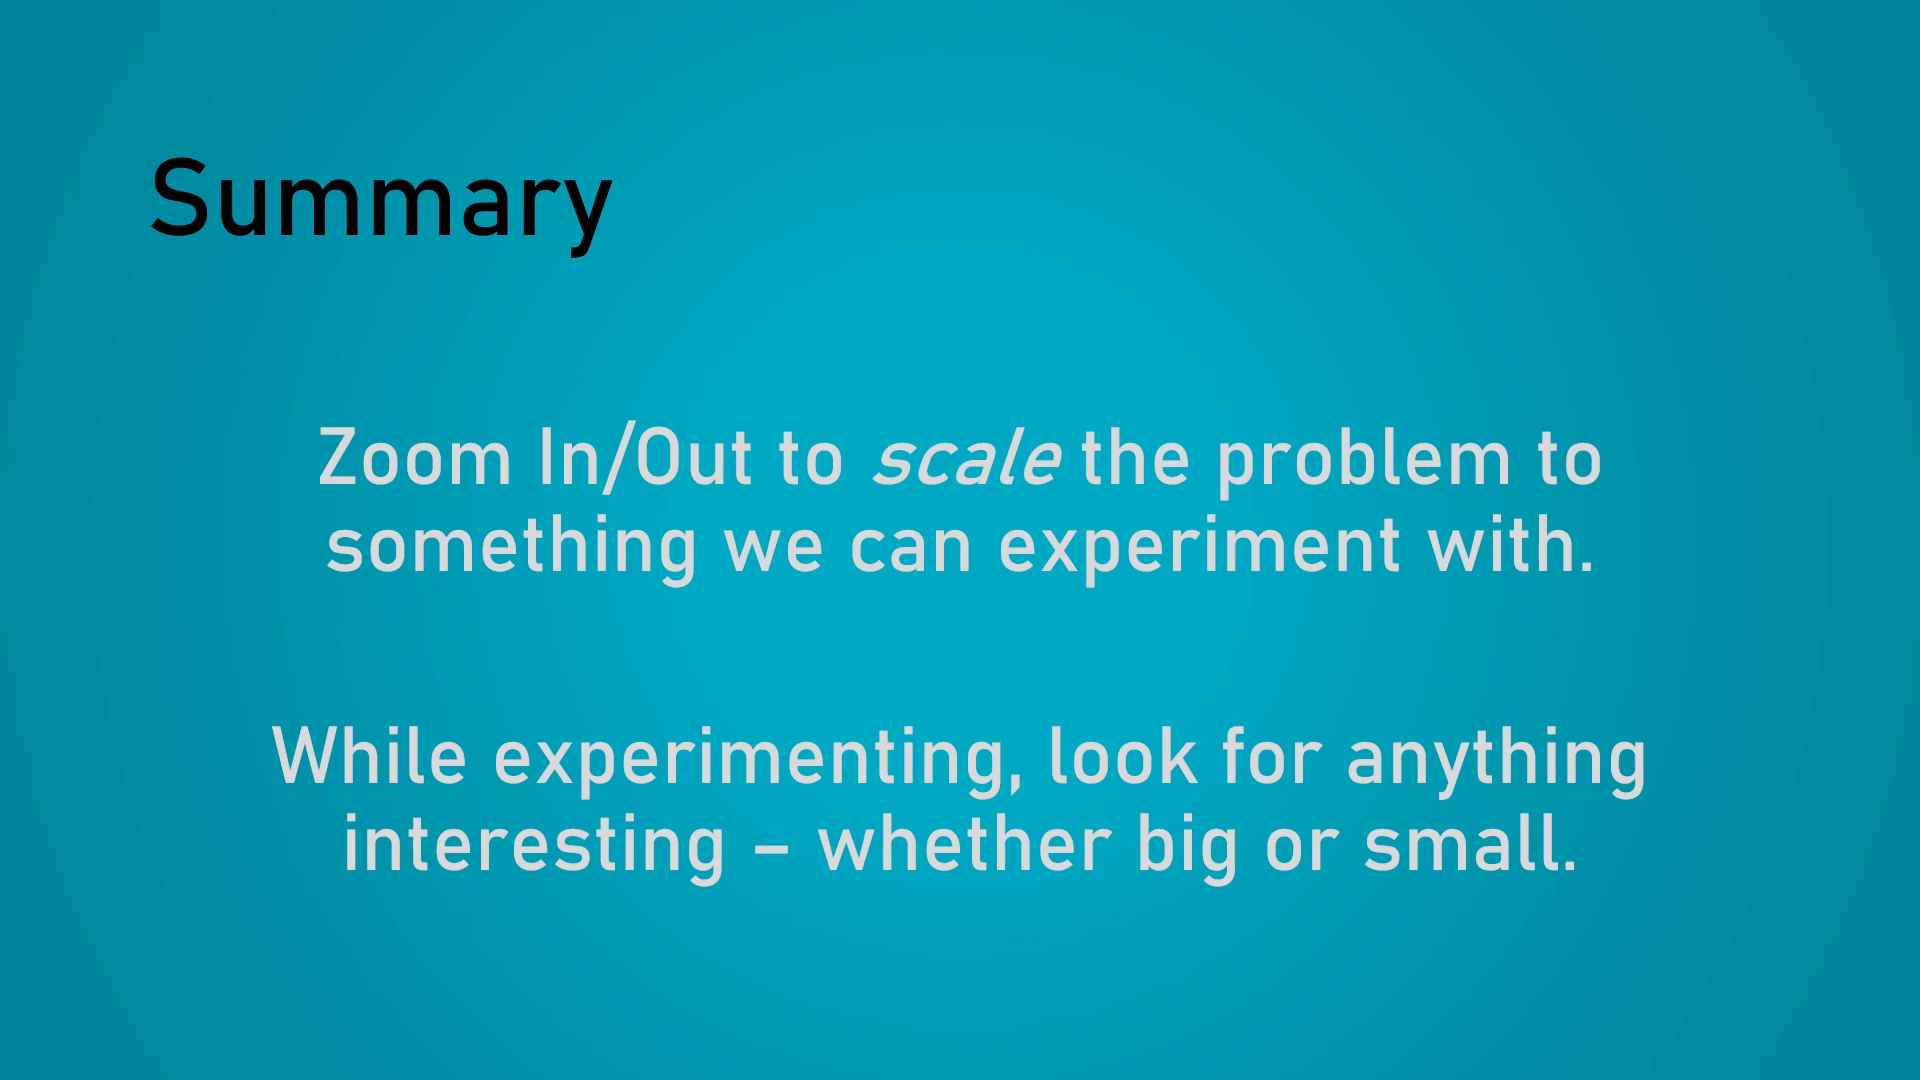 Summary
Zoom In/Out to scale the problem to
something we can experiment with.
While experimenting, look for anything
interesting – whether big or small.